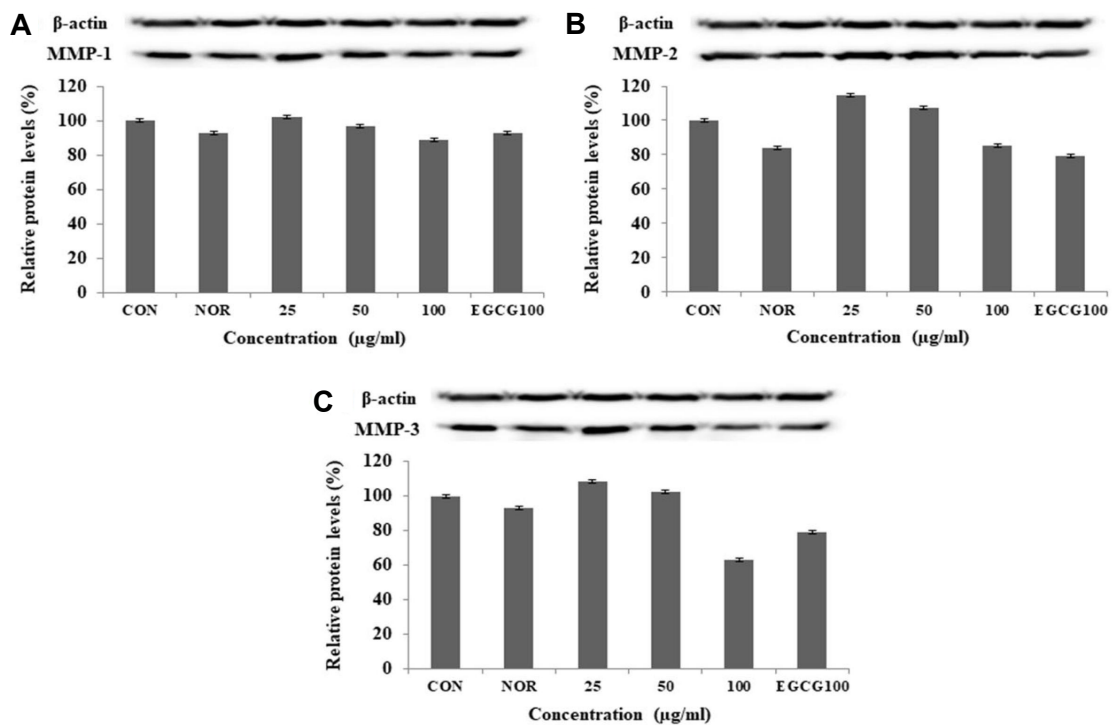 A
β-actin
MMP-1
Relative protein levels (%)
120
100
80
60
40
20
0
CON NOR 25 50 100 EGCG100
Concentration (µg/ml)
B
β-actin
MMP-2
Relative protein levels (%)
120
100
80
60
40
20
0
CON NOR 25 50 100 EGCG100
Concentration (µg/ml)
C
β-actin
MMP-3
Relative protein levels (%)
120
100
80
60
40
20
0
CON NOR 25 50 100 EGCG100
Concentration (µg/ml)